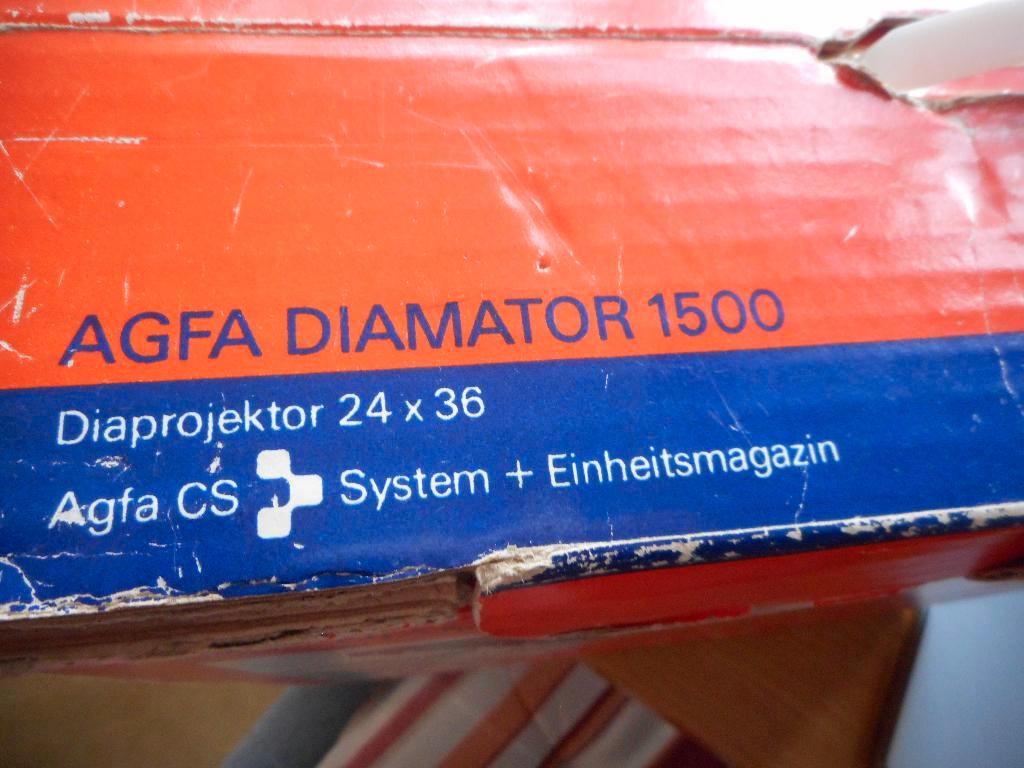 AGFA DIAMATOR 1500
Diaprojektor 24 x 36
Agfa CS System + Einheitsmagazin